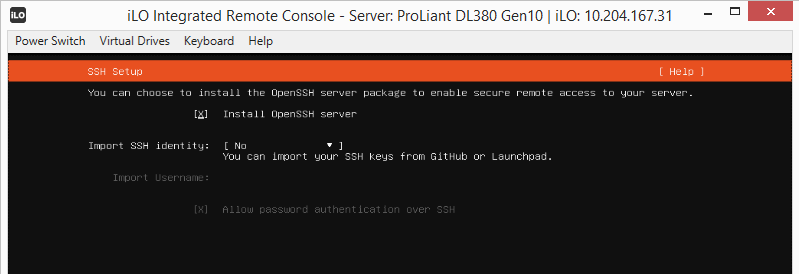 iLO
iLO Integrated Remote Console - Server: ProLiant DL380 Gen10 | iLO: 10.204.167.31
Power Switch Virtual Drives Keyboard Help
SSH Setup [ Help ]
You can choose to install the OpenSSH server package to enable secure remote access to your server.
[X] Install OpenSSH server
Import SSH identity: [ No ▾ ]
You can import your SSH keys from GitHub or Launchpad.
Import Username:
[X] Allow password authentication over SSH